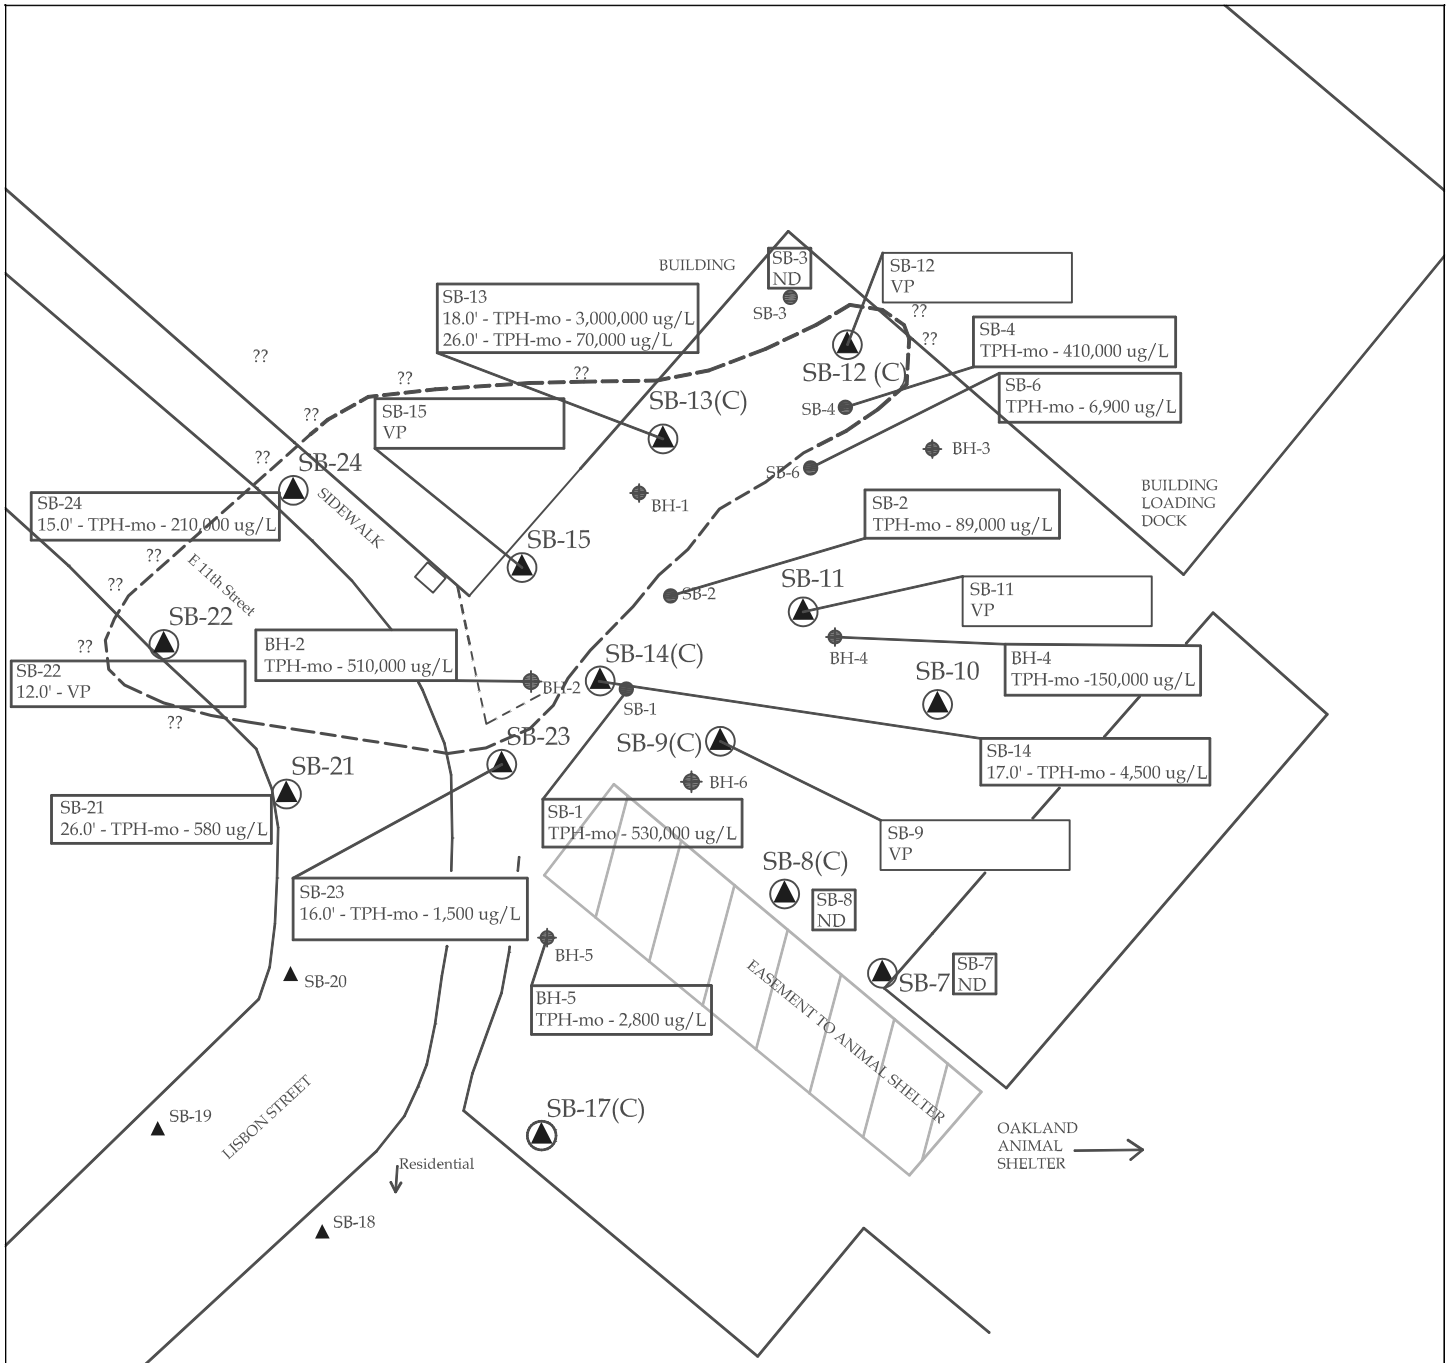 BUILDING
SB-3
ND
SB-3
SB-12
VP
??
??
SB-13
18.0' - TPH-mo - 3,000,000 ug/L
26.0' - TPH-mo - 70,000 ug/L
SB-4
TPH-mo - 410,000 ug/L
??
??
??
SB-12 (C)
SB-6
TPH-mo - 6,900 ug/L
SB-15
VP
??
SB-13(C)
SB-4
??
SB-24
BH-3
SB-6
SIDEWALK
BH-1
BUILDING
LOADING
DOCK
SB-24
15.0' - TPH-mo - 210,000 ug/L
SB-2
TPH-mo - 89,000 ug/L
??
E 11th Street
SB-15
??
SB-2
SB-11
SB-11
VP
SB-22
??
BH-2
TPH-mo - 510,000 ug/L
SB-14(C)
BH-4
BH-4
TPH-mo -150,000 ug/L
SB-22
12.0' - VP
BH-2
SB-1
SB-10
??
SB-23
SB-9(C)
SB-14
17.0' - TPH-mo - 4,500 ug/L
SB-21
BH-6
SB-21
26.0' - TPH-mo - 580 ug/L
SB-1
TPH-mo - 530,000 ug/L
SB-9
VP
SB-8(C)
SB-23
16.0' - TPH-mo - 1,500 ug/L
SB-8
ND
BH-5
SB-20
SB-7
SB-7
ND
BH-5
TPH-mo - 2,800 ug/L
EASEMENT TO ANIMAL SHELTER
SB-19
LISBON STREET
SB-17(C)
OAKLAND
ANIMAL
SHELTER
Residential
SB-18